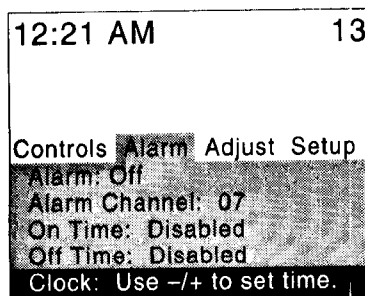 12:21 AM 13
Controls Alarm Adjust Setup
Alarm: Off
Alarm Channel: 07
On Time: Disabled
Off Time: Disabled
Clock: Use –/+ to set time.